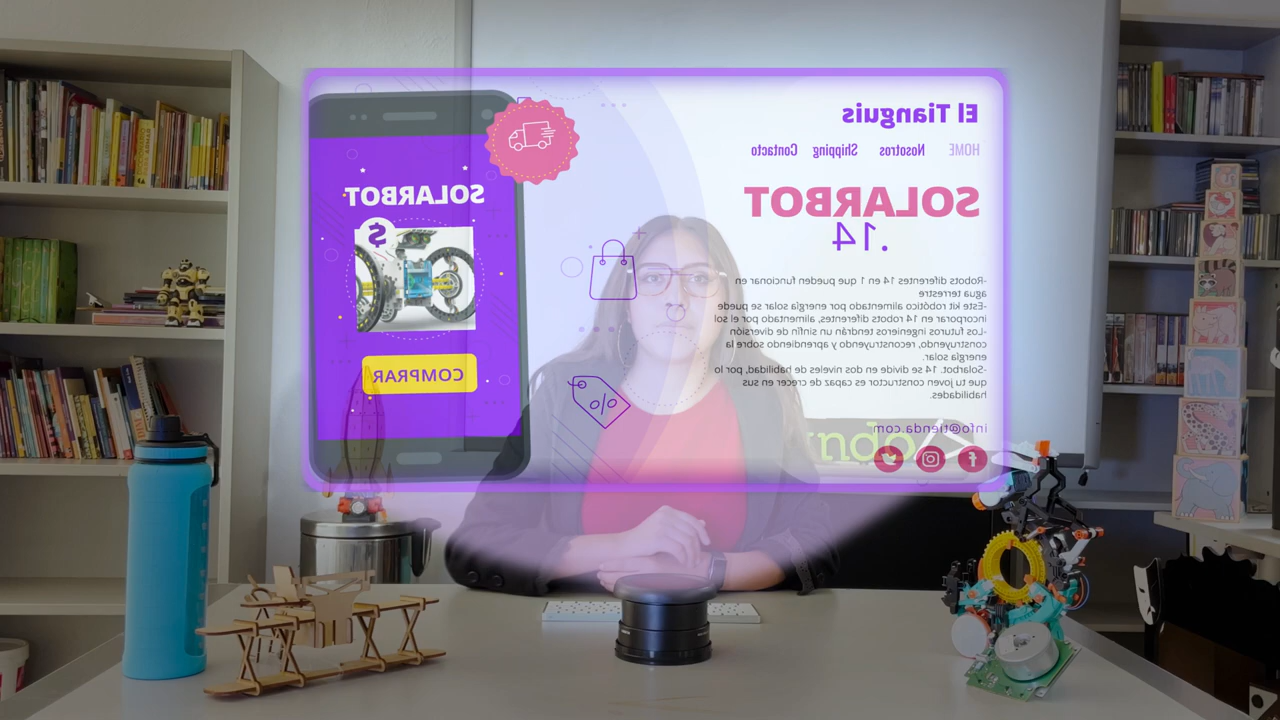 El Tianguis
HOME Nosotros Shipping Contacto
SOLARBOT
.14
-Robots diferentes 14 en 1 que pueden funcionar en
agua terrestre
-Este kit robótico alimentado por energía solar se puede
incorporar en 14 robots diferentes, alimentado por el sol
-Los futuros ingenieros tendrán un sinfín de diversión
construyendo, reconstruyendo y aprendiendo sobre la
energía solar.
-Solarbot. 14 se divide en dos niveles de habilidad, por lo
que tu joven constructor es capaz de crecer en sus
habilidades.
info@tienda.com
SOLARBOT
$
COMPRAR
%